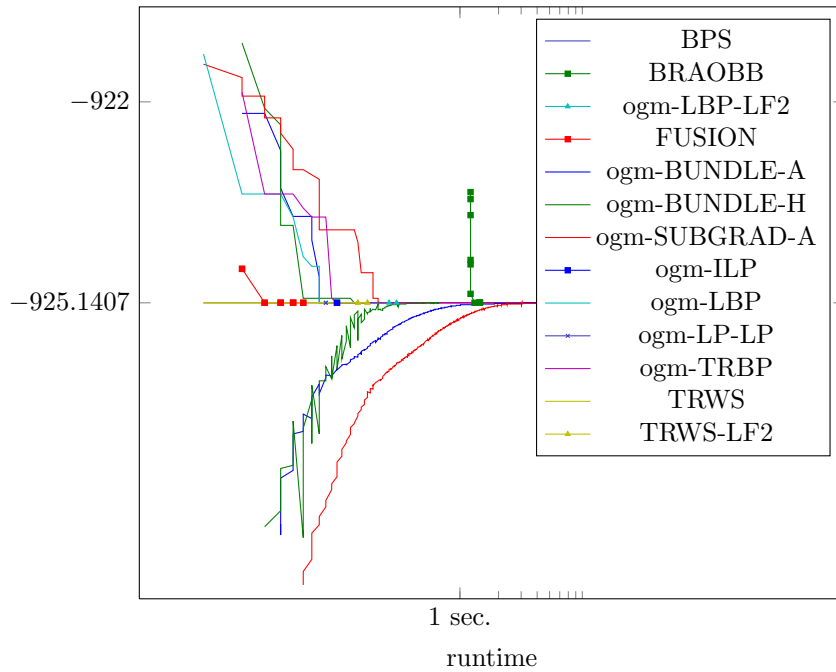 BPS
BRAOBB
−922
ogm-LBP-LF2
FUSION
ogm-BUNDLE-A
ogm-BUNDLE-H
ogm-SUBGRAD-A
ogm-ILP
−925.1407
ogm-LBP
ogm-LP-LP
ogm-TRBP
TRWS
TRWS-LF2
1 sec.
runtime